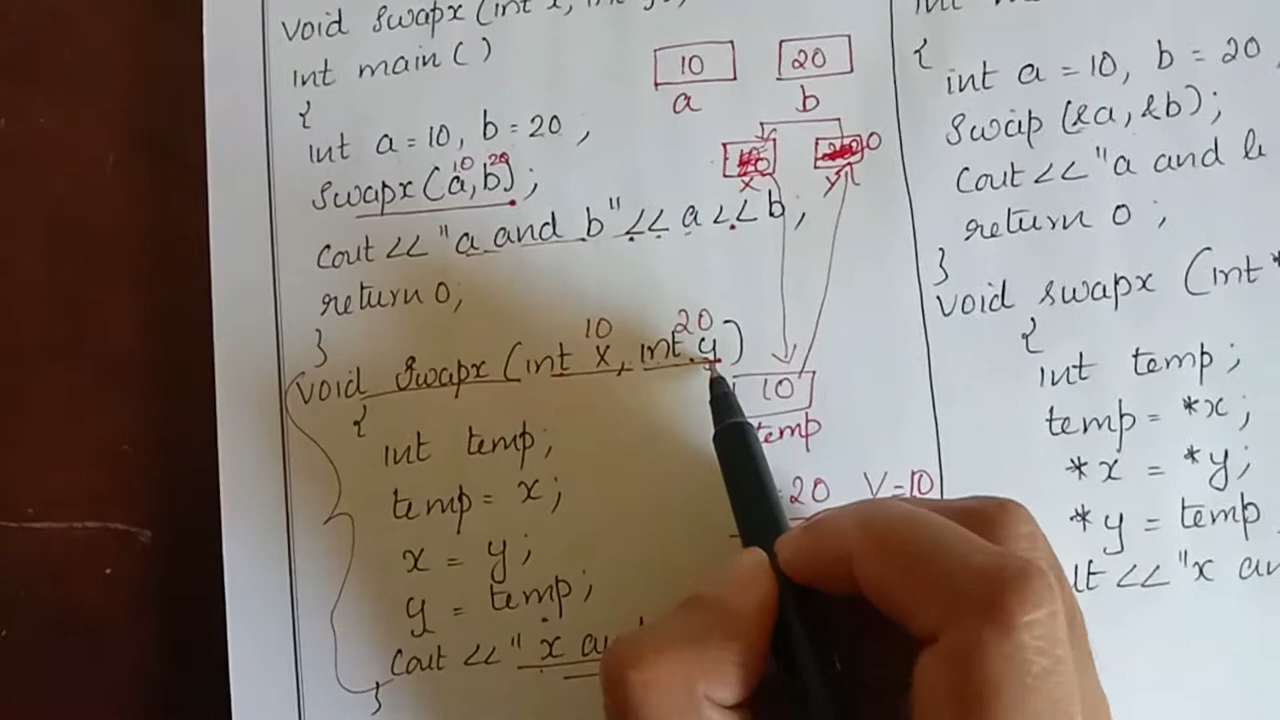 void swapx (int x, int y)
int main ( )
{
int a = 10, b = 20 ,
10 20
swapx (a, b) ;
cout << "a and b" << a << b ,
return 0,
}
10 20
void swapx (int x, int y)
{
int temp ;
temp = x ;
x = y ;
y = temp ;
cout << " x
}
10 20
a b
x y
10
temp
20 y = 10
{
int a = 10, b = 20
swap (&a, &b) ;
cout << "a and
return 0 ;
}
void swapx (int *
{
int temp ;
temp = *x ;
*x = *y ;
*y = temp
<< "x